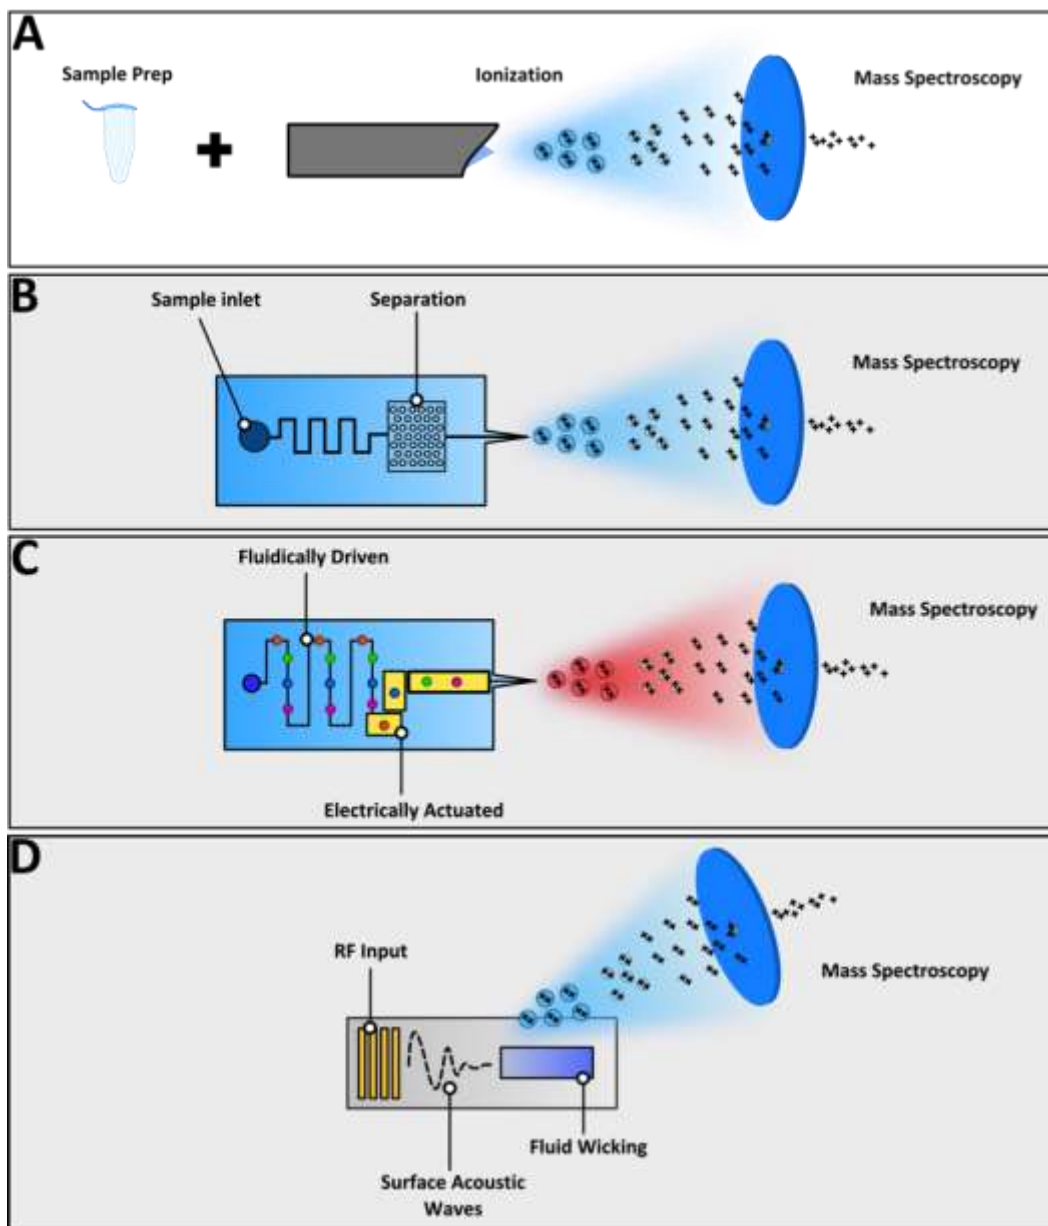 A
Sample Prep
Ionization
Mass Spectroscopy
B
Sample inlet
Separation
Mass Spectroscopy
C
Fluidically Driven
Mass Spectroscopy
Electrically Actuated
D
RF Input
Mass Spectroscopy
Fluid Wicking
Surface Acoustic
Waves